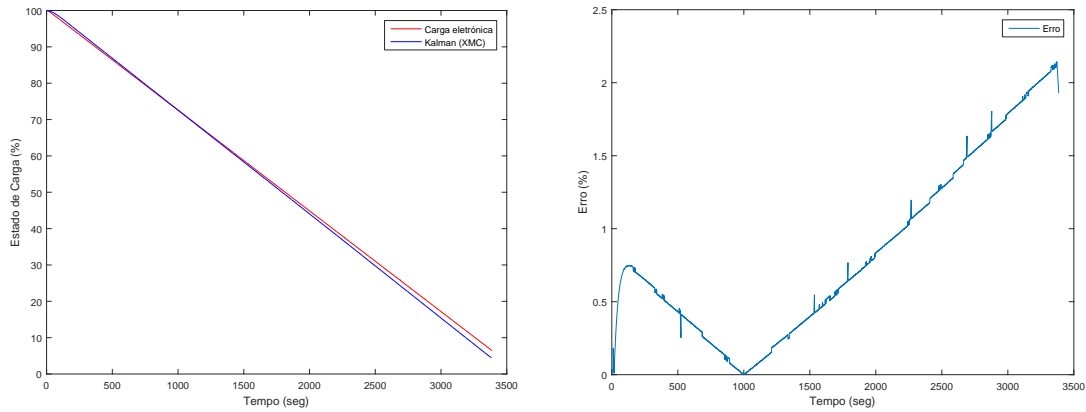 100
90
80
70
60
50
40
30
20
10
0
Estado de Carga (%)
0 500 1000 1500 2000 2500 3000 3500
Tempo (seg)
Carga eletrónica
Kalman (XMC)
2.5
2
1.5
1
0.5
0
Erro (%)
0 500 1000 1500 2000 2500 3000 3500
Tempo (seg)
Erro